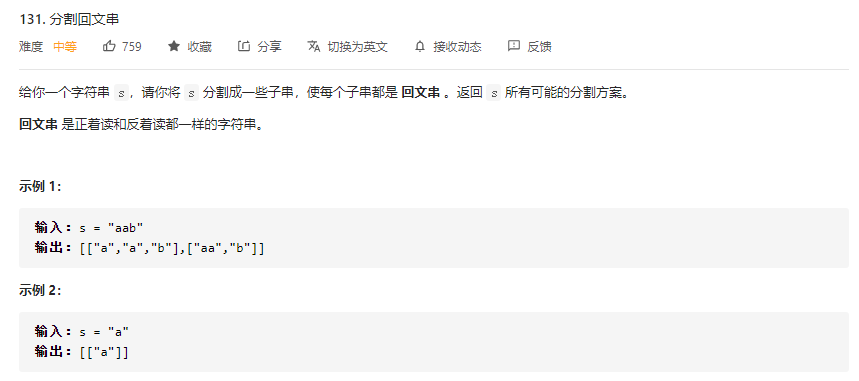 131. 分割回文串
难度 中等 759 收藏 分享 切换为英文 接收动态 反馈
给你一个字符串 s，请你将 s 分割成一些子串，使每个子串都是 回文串 。返回 s 所有可能的分割方案。
回文串 是正着读和反着读都一样的字符串。
示例 1：
输入：s = "aab"
输出：[["a","a","b"],["aa","b"]]
示例 2：
输入：s = "a"
输出：[["a"]]